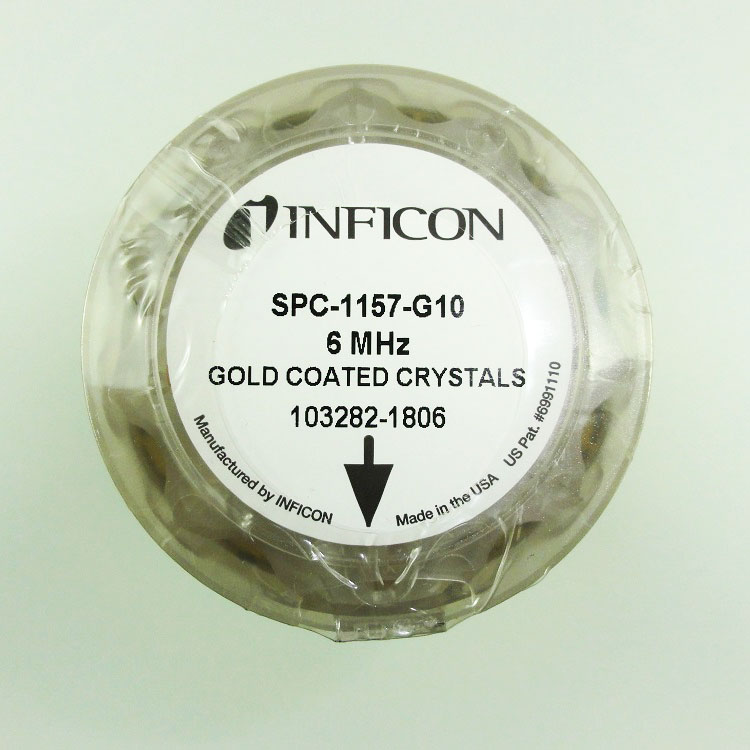 INFICON
SPC-1157-G10
6 MHz
GOLD COATED CRYSTALS
103282-1806
Manufactured by INFICON
Made in the USA
US Pat. #6991110